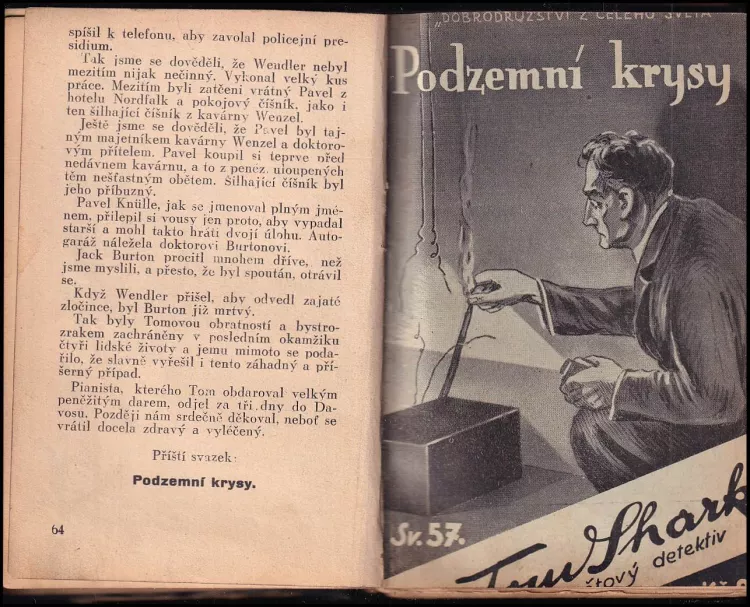 spíšil k telefonu, aby zavolal policejní pre-
sidium.
Tak jsme se dověděli, že Wendler nebyl
mezitím nijak nečinný. Vykonal velký kus
práce. Mezitím byli zatčeni vrátný Pavel z
hotelu Nordfalk a pokojový číšník, jako i
ten šilhající číšník z kavárny Wenzel.
Ještě jsme se dověděli, že Pavel byl taj-
ným majetníkem kavárny Wenzel a doktoro-
vým přítelem. Pavel koupil si teprve před
nedávnem kavárnu, a to z peněz, uloupených
těm nešťastným obětem. Šilhající číšník byl
jeho příbuzný.
Pavel Knülle, jak se jmenoval plným jmé-
nem, přilepil si vousy jen proto, aby vypadal
starší a mohl takto hráti dvojí úlohu. Auto-
garáž náležela doktorovi Burtonovi.
Jack Burton procitl mnohem dříve, než
jsme myslili, a přesto, že byl spoután, otrávil
se.
Když Wendler přišel, aby odvedl zajaté
zločince, byl Burton již mrtvý.
Tak byly Tomovou obratností a bystro-
zrakem zachráněny v posledním okamžiku
čtyři lidské životy a jemu mimoto se poda-
řilo, že slavně vyřešil i tento záhadný a pří-
šerný případ.
Pianista, kterého Tom obdaroval velkým
peněžitým darem, odjel za tři dny do Da-
vosu. Později nám srdečně děkoval, neboť se
vrátil docela zdravý a vyléčený.
Příští svazek:
Podzemní krysy.
64
„DOBRODRUŽSTVÍ Z CELÉHO SVĚTA"
Podzemní krysy
Sv. 57.
Tom Shark
ětový detektiv